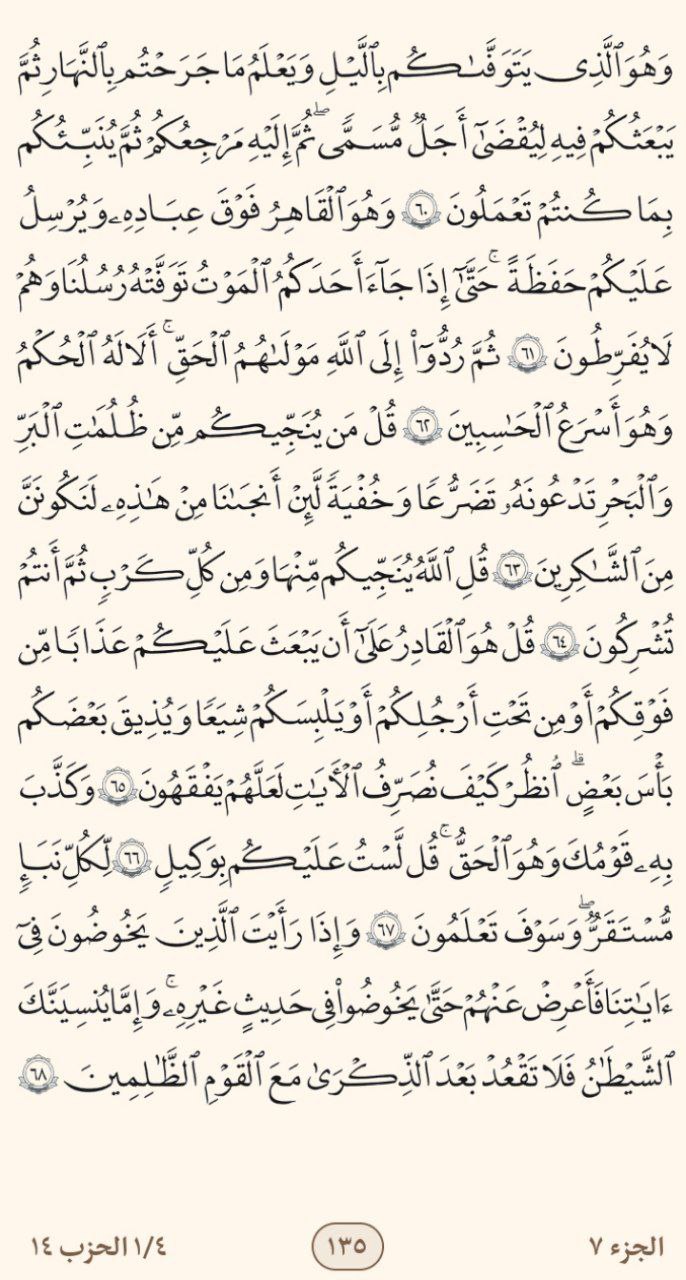 وَهُوَ ٱلَّذِى يَتَوَفَّىٰكُم بِٱلَّيْلِ وَيَعْلَمُ مَا جَرَحْتُم بِٱلنَّهَارِ ثُمَّ
يَبْعَثُكُمْ فِيهِ لِيُقْضَىٰٓ أَجَلٌ مُّسَمًّى ۖ ثُمَّ إِلَيْهِ مَرْجِعُكُمْ ثُمَّ يُنَبِّئُكُم
بِمَا كُنتُمْ تَعْمَلُونَ ٦٠ وَهُوَ ٱلْقَاهِرُ فَوْقَ عِبَادِهِۦ وَيُرْسِلُ
عَلَيْكُمْ حَفَظَةً ۚ حَتَّىٰٓ إِذَا جَآءَ أَحَدَكُمُ ٱلْمَوْتُ تَوَفَّتْهُ رُسُلُنَا وَهُمْ
لَا يُفَرِّطُونَ ٦١ ثُمَّ رُدُّوٓا۟ إِلَى ٱللَّهِ مَوْلَىٰهُمُ ٱلْحَقِّ ۚ أَلَا لَهُ ٱلْحُكْمُ
وَهُوَ أَسْرَعُ ٱلْحَـٰسِبِينَ ٦٢ قُلْ مَن يُنَجِّيكُم مِّن ظُلُمَـٰتِ ٱلْبَرِّ
وَٱلْبَحْرِ تَدْعُونَهُۥ تَضَرُّعًا وَخُفْيَةً لَّئِنْ أَنجَىٰنَا مِنْ هَـٰذِهِۦ لَنَكُونَنَّ
مِنَ ٱلشَّـٰكِرِينَ ٦٣ قُلِ ٱللَّهُ يُنَجِّيكُم مِّنْهَا وَمِن كُلِّ كَرْبٍ ثُمَّ أَنتُمْ
تُشْرِكُونَ ٦٤ قُلْ هُوَ ٱلْقَادِرُ عَلَىٰٓ أَن يَبْعَثَ عَلَيْكُمْ عَذَابًا مِّن
فَوْقِكُمْ أَوْ مِن تَحْتِ أَرْجُلِكُمْ أَوْ يَلْبِسَكُمْ شِيَعًا وَيُذِيقَ بَعْضَكُم
بَأْسَ بَعْضٍ ۗ ٱنظُرْ كَيْفَ نُصَرِّفُ ٱلْـَٔايَـٰتِ لَعَلَّهُمْ يَفْقَهُونَ ٦٥ وَكَذَّبَ
بِهِۦ قَوْمُكَ وَهُوَ ٱلْحَقُّ ۚ قُل لَّسْتُ عَلَيْكُم بِوَكِيلٍ ٦٦ لِّكُلِّ نَبَإٍ
مُّسْتَقَرٌّ ۖ وَسَوْفَ تَعْلَمُونَ ٦٧ وَإِذَا رَأَيْتَ ٱلَّذِينَ يَخُوضُونَ فِىٓ
ءَايَـٰتِنَا فَأَعْرِضْ عَنْهُمْ حَتَّىٰ يَخُوضُوا۟ فِى حَدِيثٍ غَيْرِهِۦ ۚ وَإِمَّا يُنسِيَنَّكَ
ٱلشَّيْطَـٰنُ فَلَا تَقْعُدْ بَعْدَ ٱلذِّكْرَىٰ مَعَ ٱلْقَوْمِ ٱلظَّـٰلِمِينَ ٦٨
الجزء ٧ ١٣٥ ١/٤ الحزب ١٤